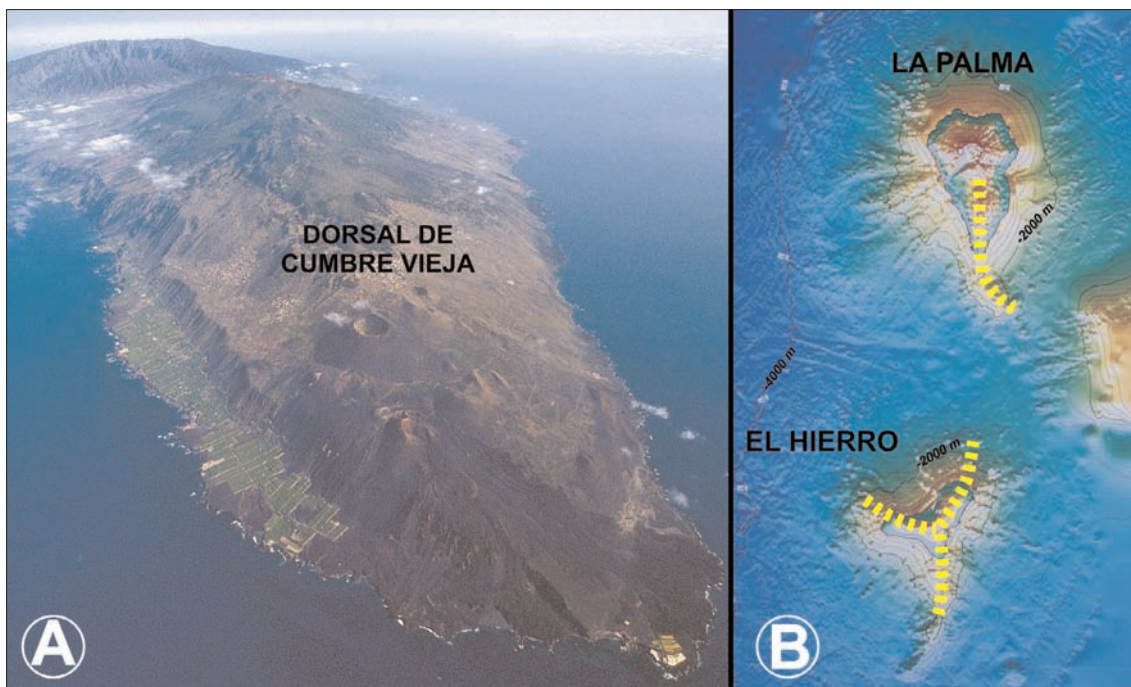 DORSAL DE
CUMBRE VIEJA
A
LA PALMA
-2000 m
-4000 m
EL HIERRO
-2000 m
B